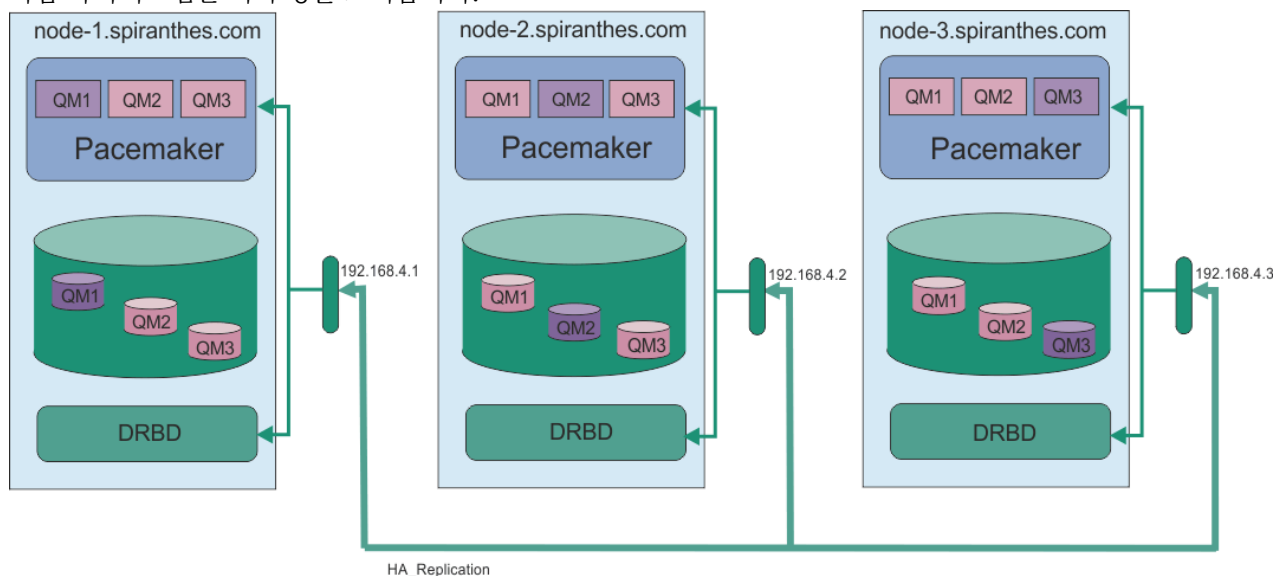 node-1.spiranthes.com
QM1 QM2 QM3
Pacemaker
QM1
QM2
QM3
DRBD
192.168.4.1
node-2.spiranthes.com
QM1 QM2 QM3
Pacemaker
QM1
QM2
QM3
DRBD
192.168.4.2
node-3.spiranthes.com
QM1 QM2 QM3
Pacemaker
QM1
QM2
QM3
DRBD
192.168.4.3
HA_Replication